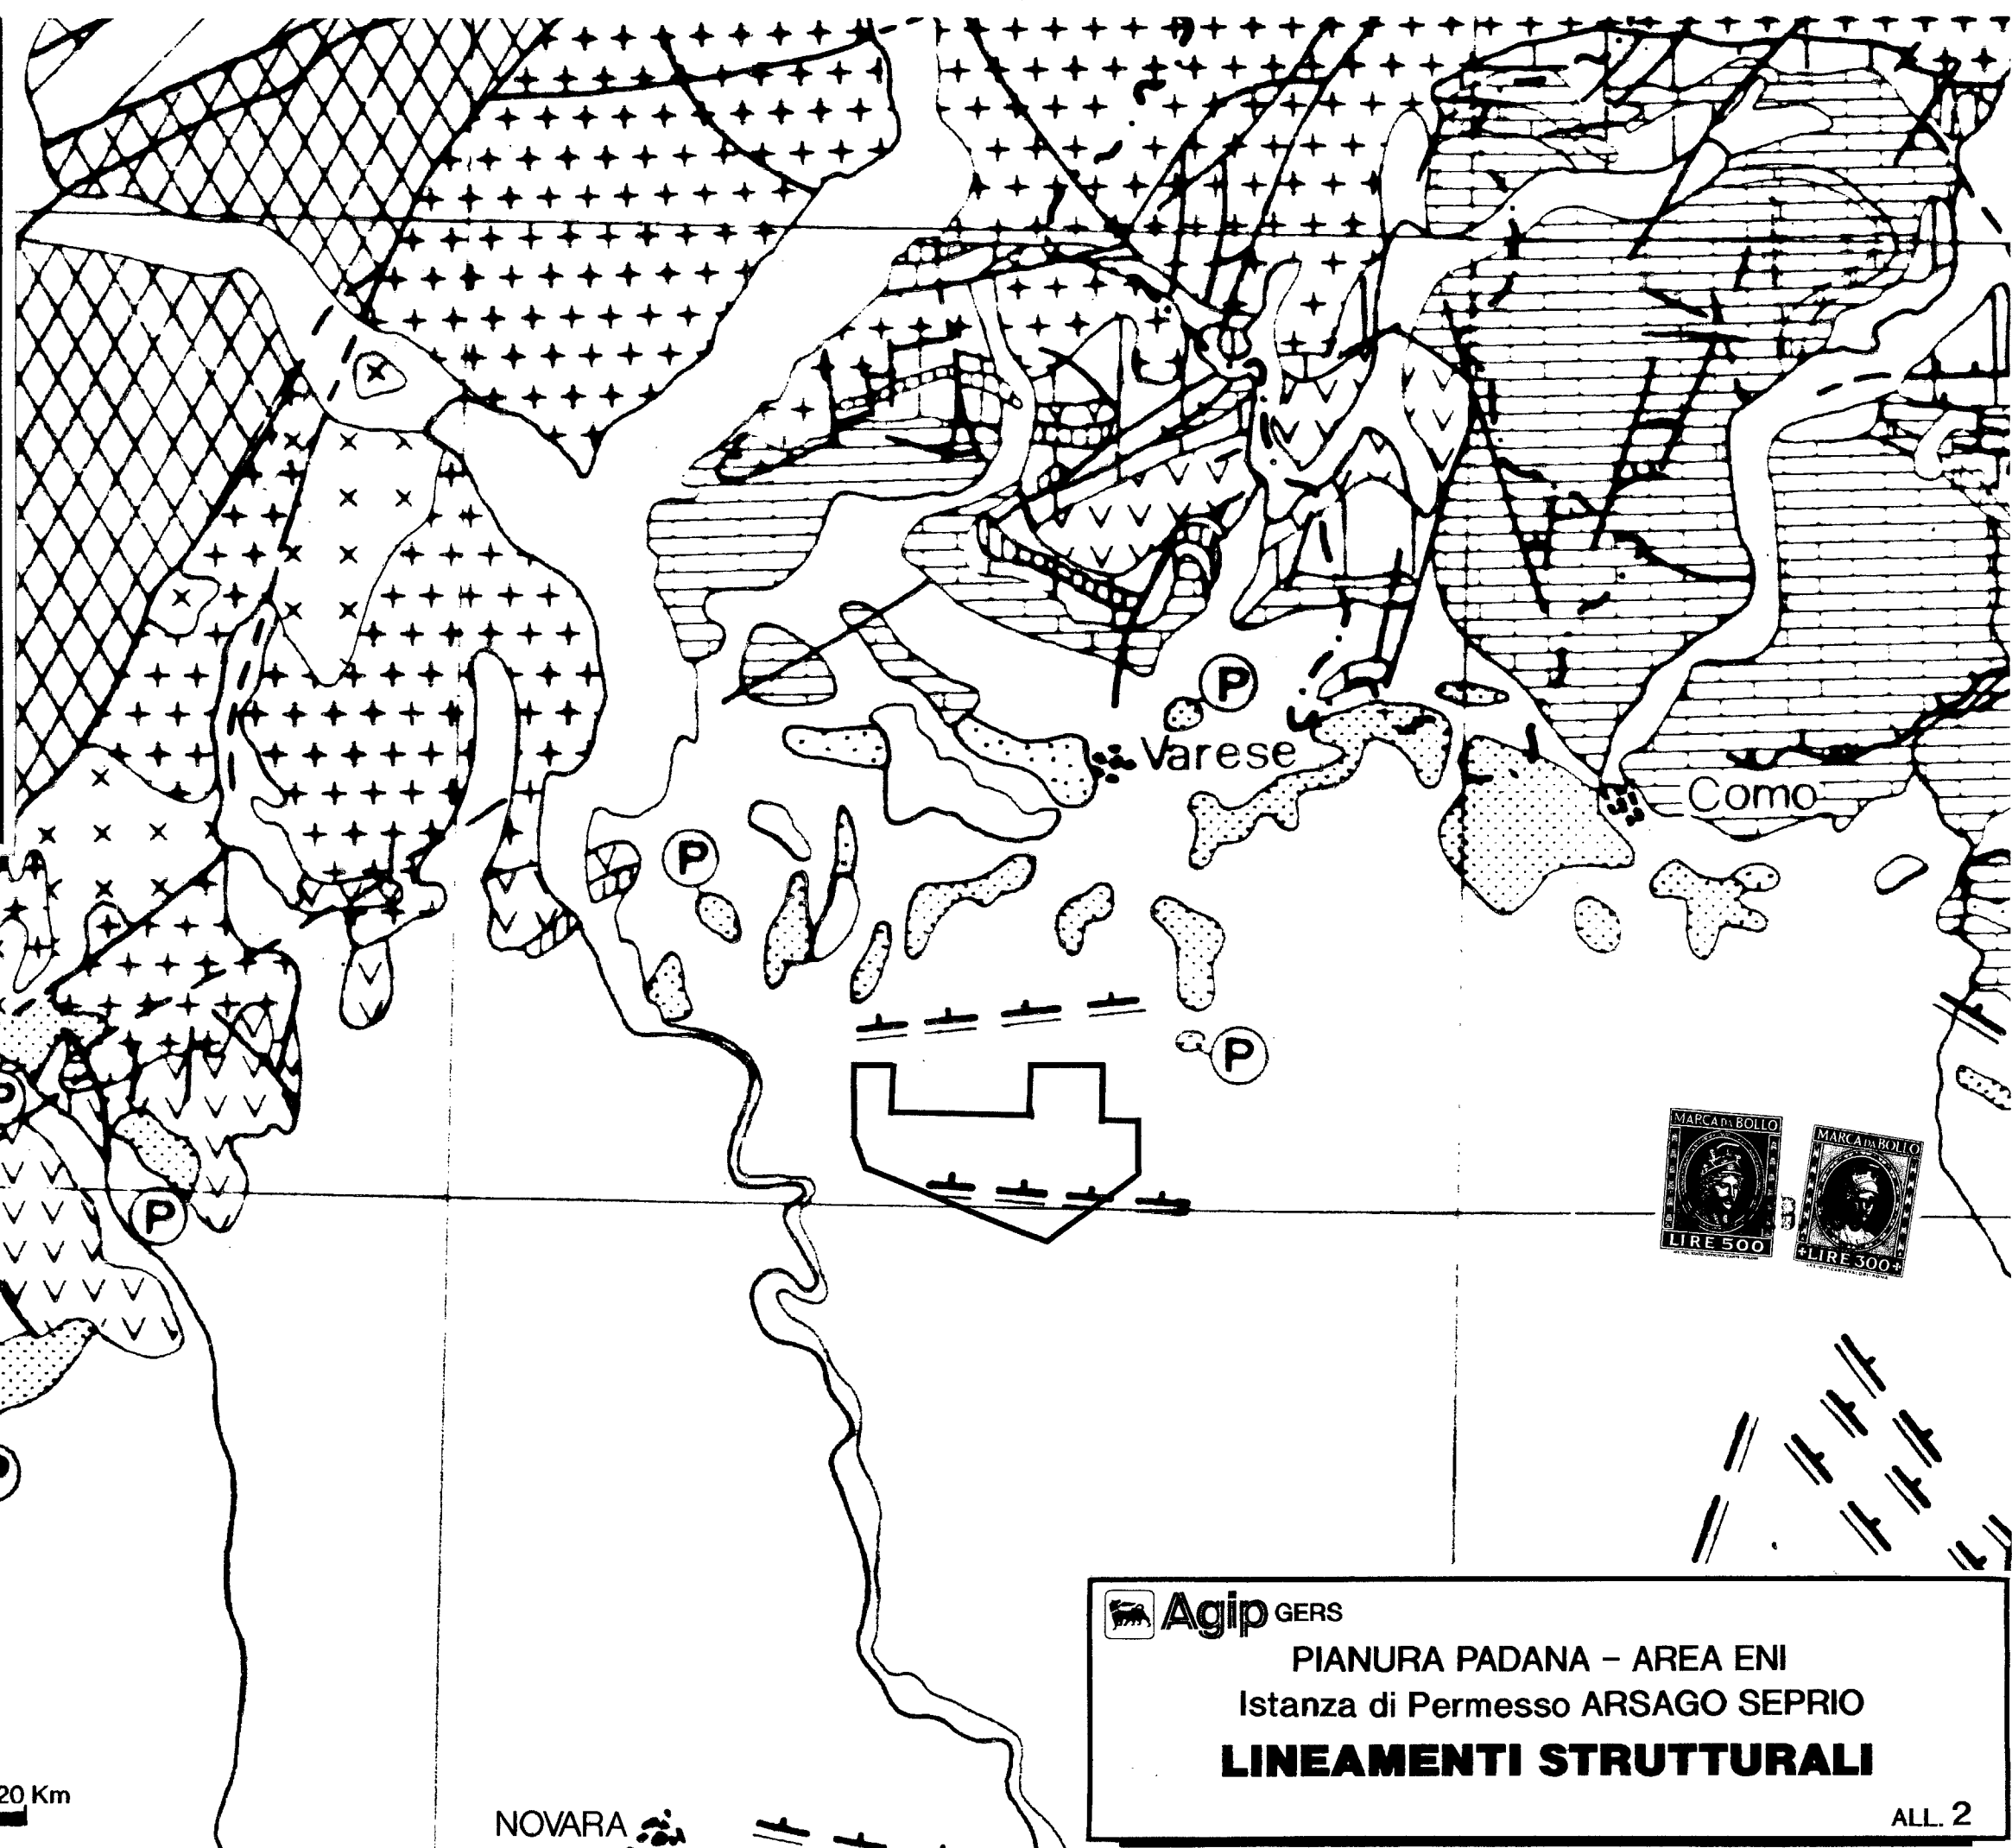 P
Varese
Como
P
P
P
P
MARCA DA BOLLO
LIRE 500
MARCA DA BOLLO
LIRE 300
Agip GERS
PIANURA PADANA – AREA ENI
Istanza di Permesso ARSAGO SEPRIO
LINEAMENTI STRUTTURALI
ALL. 2
20 Km
NOVARA